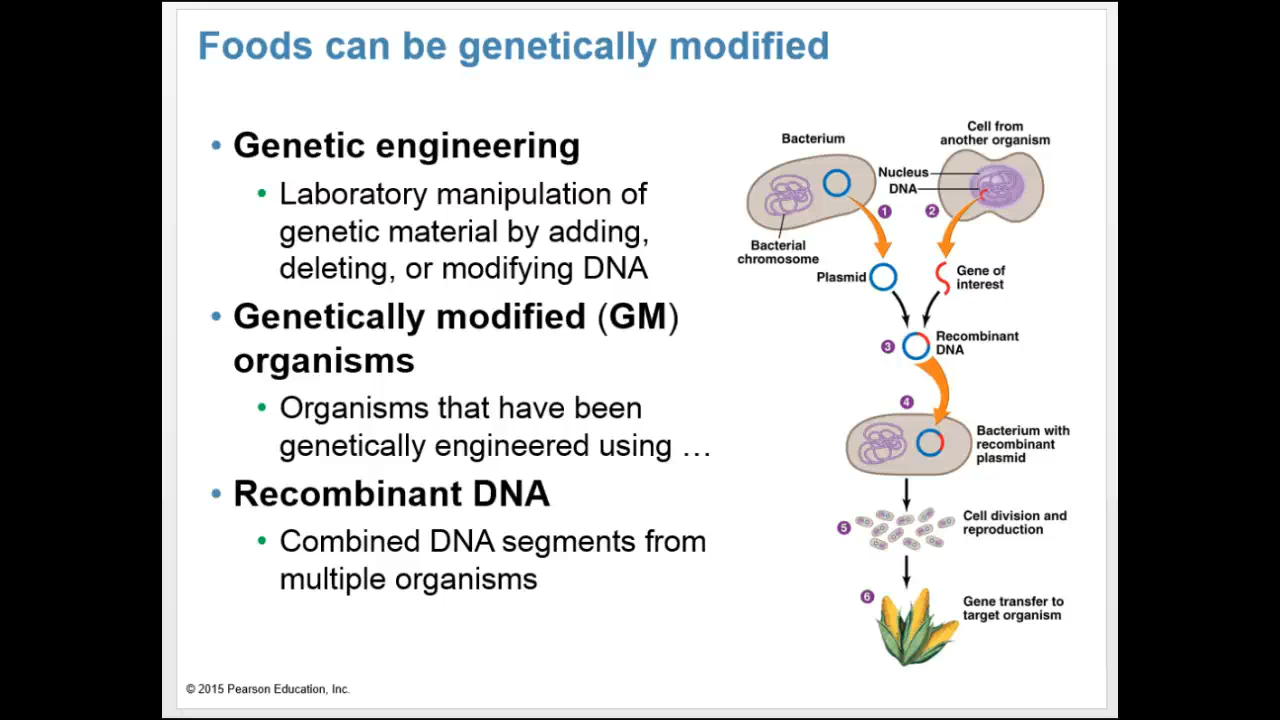 Foods can be genetically modified
• Genetic engineering
• Laboratory manipulation of
genetic material by adding,
deleting, or modifying DNA
• Genetically modified (GM)
organisms
• Organisms that have been
genetically engineered using …
• Recombinant DNA
• Combined DNA segments from
multiple organisms
Bacterium
Cell from
another organism
Nucleus
DNA
1
2
Bacterial
chromosome
Plasmid
Gene of
interest
3
Recombinant
DNA
4
Bacterium with
recombinant
plasmid
5
Cell division and
reproduction
6
Gene transfer to
target organism
© 2015 Pearson Education, Inc.